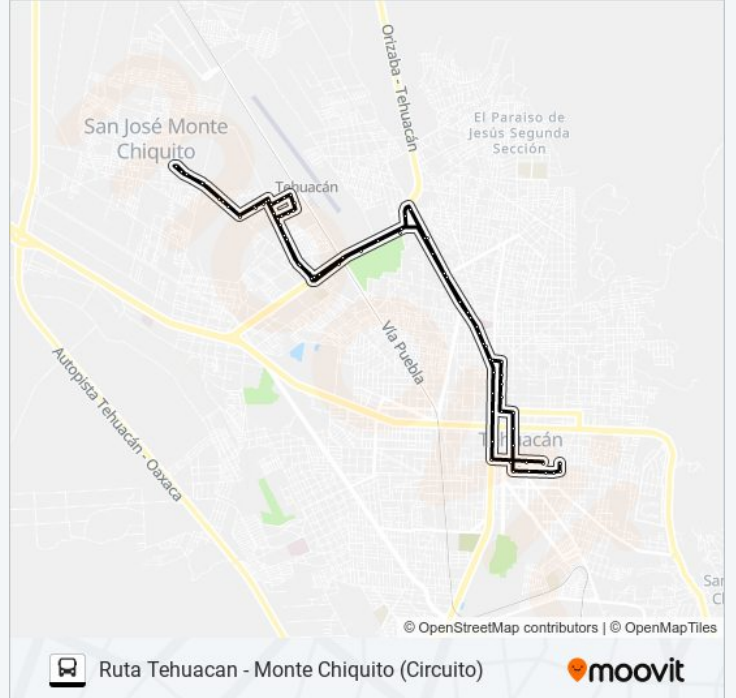 Orizaba - Tehuacán
El Paraiso de
Jesús Segunda
Sección
San José Monte
Chiquito
Tehuacán
Vía Puebla
Autopista Tehuacán - Oaxaca
Tehuacán
© OpenStreetMap contributors | © OpenMapTiles
Ruta Tehuacan - Monte Chiquito (Circuito)
moovit